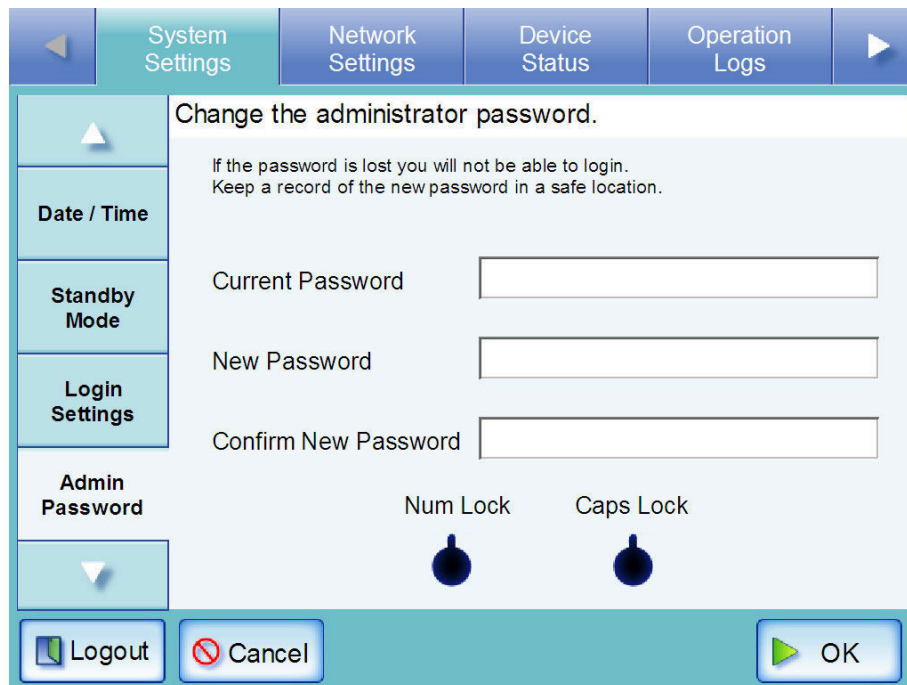 System
Settings
Network
Settings
Device
Status
Operation
Logs
Change the administrator password.
If the password is lost you will not be able to login.
Keep a record of the new password in a safe location.
Date / Time
Standby
Mode
Login
Settings
Admin
Password
Current Password
New Password
Confirm New Password
Num Lock
Caps Lock
Logout
Cancel
OK